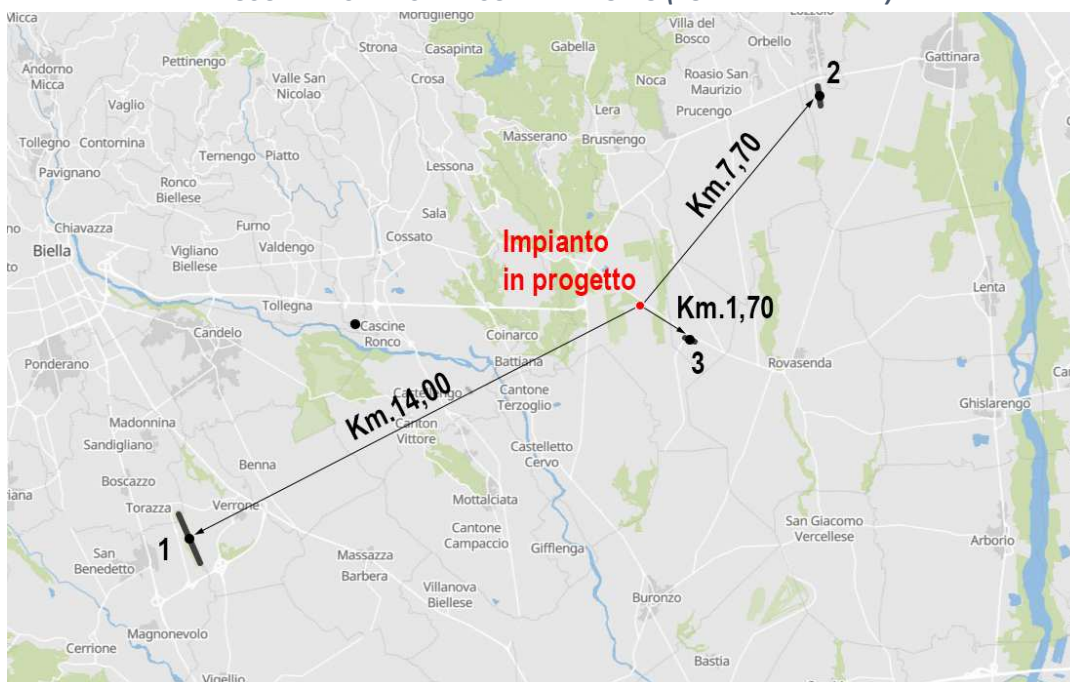 Mortigliengo
Villa del
Bosco
Orbello
Lozzolo
Gattinara
Pettinengo
Strona
Casapinta
Gabella
Andorno
Micca
Valle San
Nicolao
Crosa
Noca
Roasio San
Maurizio
2
Vaglio
Lera
Prucengo
Tollegno
Contornina
Masserano
Brusnengo
Ternengo
Piatto
Lessona
Pavignano
Ronco
Biellese
Km.7,70
Chiavazza
Furno
Sala
Cossato
Impianto
in progetto
Biella
Vigliano
Biellese
Valdengo
Lenta
Tollegna
Km.1,70
Candelo
Cascine
Ronco
Coinarco
3
Ponderano
Battiana
Rovasenda
Castellengo
Cantone
Terzoglio
Km.14,00
Ghislarengo
Madonnina
Canton
Vittore
Sandigliano
Castelletto
Cervo
Benna
Boscazzo
Mottalciata
Torazza
Verrone
San Giacomo
Vercellese
1
Cantone
Campaccio
Gifflenga
Arborio
San
Benedetto
Massazza
Barbera
Villanova
Biellese
Buronzo
Magnonevolo
Cerrione
Bastia
Vigellio